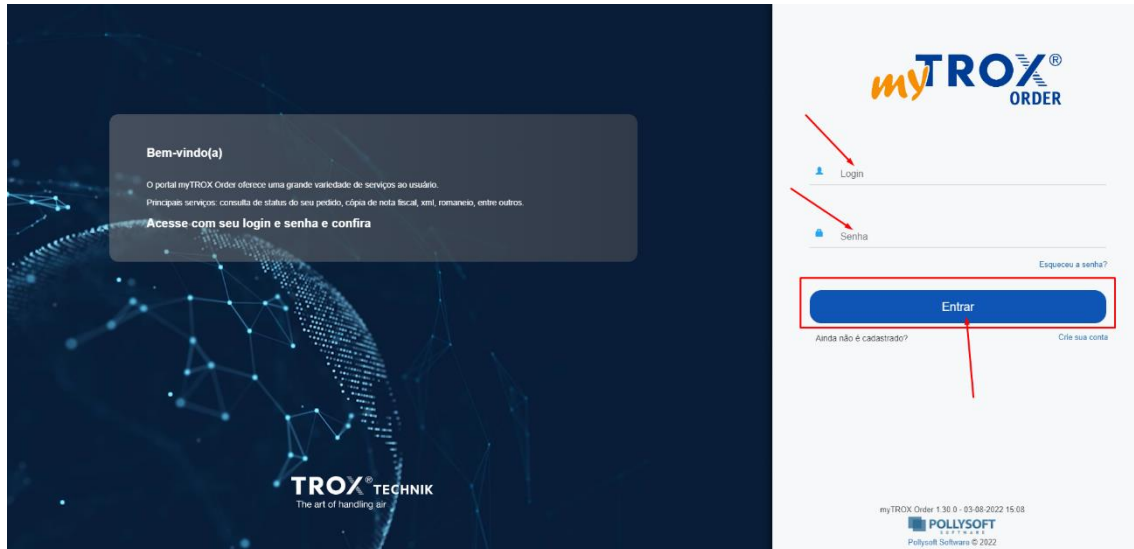 Bem-vindo(a)
O portal myTROX Order oferece uma grande variedade de serviços ao usuário.
Principais serviços: consulta de status do seu pedido, cópia de nota fiscal, xml, romaneio, entre outros.
Acesse com seu login e senha e confira
TROX® TECHNIK
The art of handling air
myTROX®
ORDER
Login
Senha
Esqueceu a senha?
Entrar
Ainda não é cadastrado?
Crie sua conta
myTROX Order 1.30.0 - 03-08-2022 15:08
POLLYSOFT
SOFTWARE
Pollysoft Software © 2022